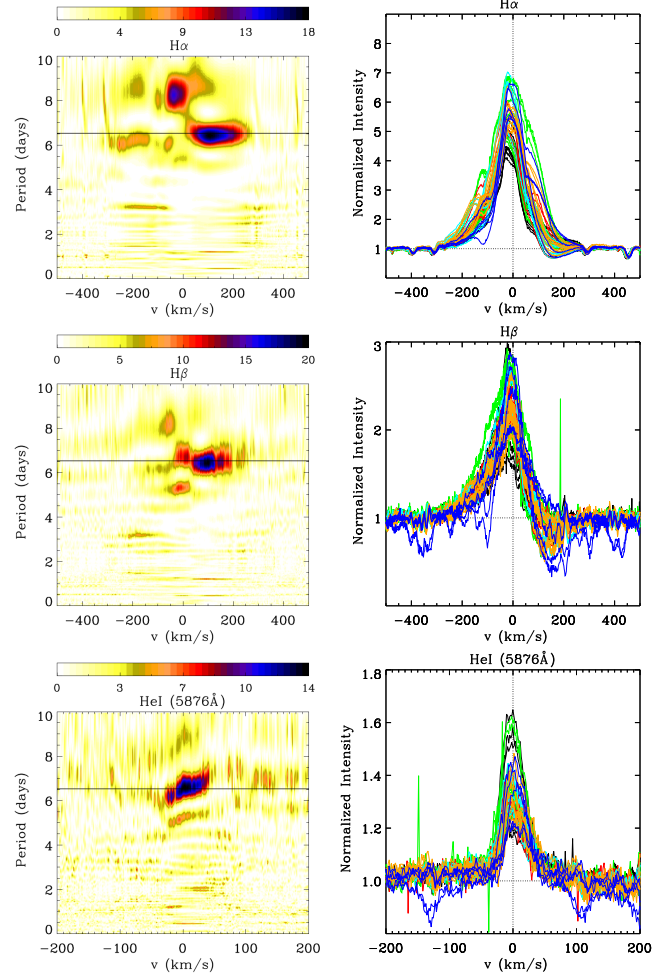 0 4 9 13 18
Hα
Period (days)
10
8
6
4
2
0
−400 −200 0 200 400
v (km/s)
Hα
Normalized Intensity
8
7
6
5
4
3
2
1
−400 −200 0 200 400
v (km/s)
0 5 10 15 20
Hβ
Period (days)
10
8
6
4
2
0
−400 −200 0 200 400
v (km/s)
Hβ
Normalized Intensity
3
2
1
−400 −200 0 200 400
v (km/s)
0 3 7 10 14
HeI (5876Å)
Period (days)
10
8
6
4
2
0
−200 −100 0 100 200
v (km/s)
HeI (5876Å)
Normalized Intensity
1.8
1.6
1.4
1.2
1.0
−200 −100 0 100 200
v (km/s)